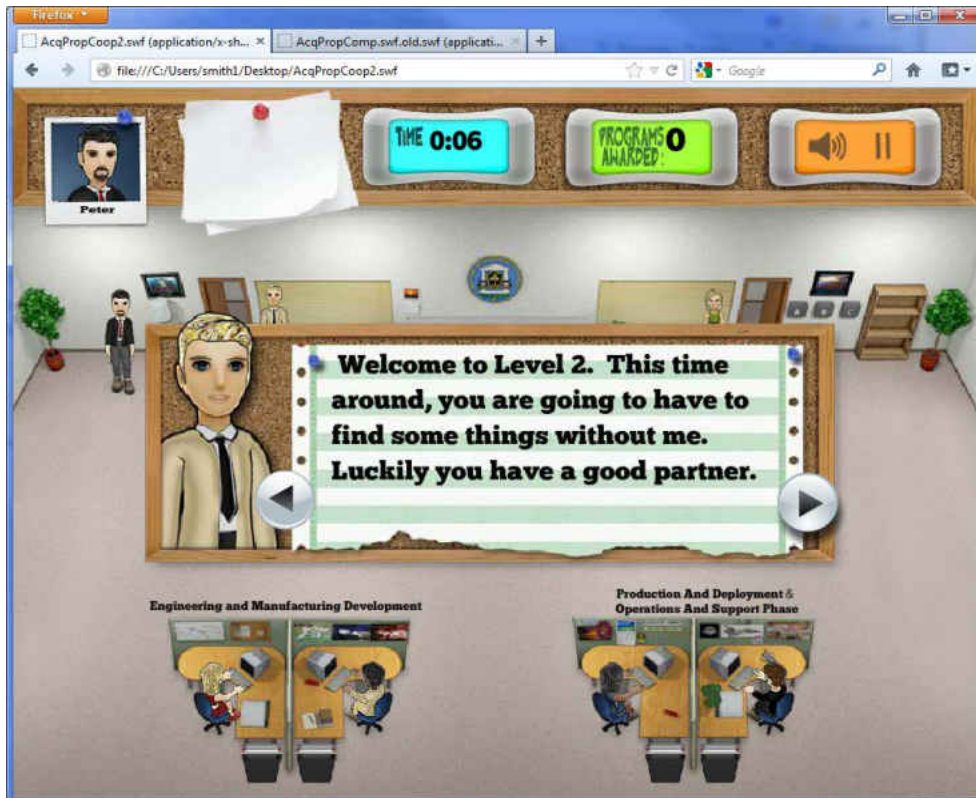 Firefox
AcqPropCoop2.swf (application/x-sh...
AcqPropComp.swf.old.swf (applicati...
file:///C:/Users/smith1/Desktop/AcqPropCoop2.swf
Google
TIME 0:06
PROGRAMS AWARDED: 0
Peter
Welcome to Level 2. This time
around, you are going to have to
find some things without me.
Luckily you have a good partner.
Engineering and Manufacturing Development
Production And Deployment &
Operations And Support Phase